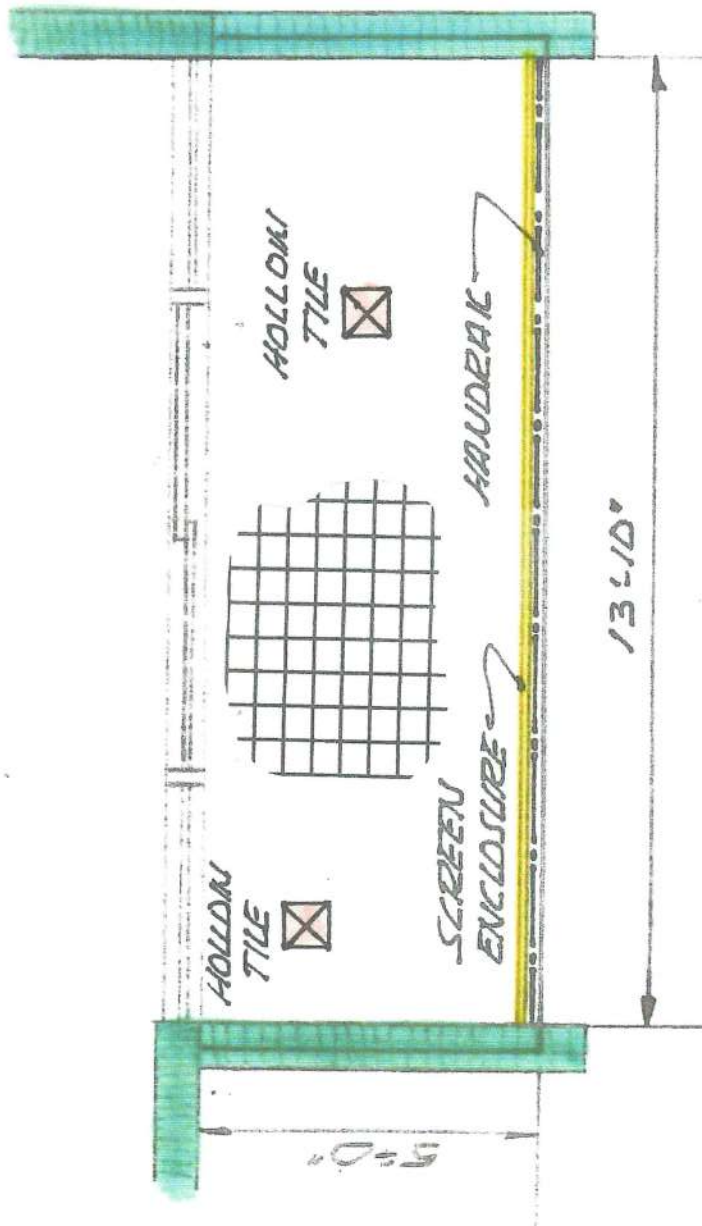 HOLLOW
TILE
HOLLOW
TILE
SCREEN
ENCLOSURE
HANDRAIL
13'-10"
5'-0"